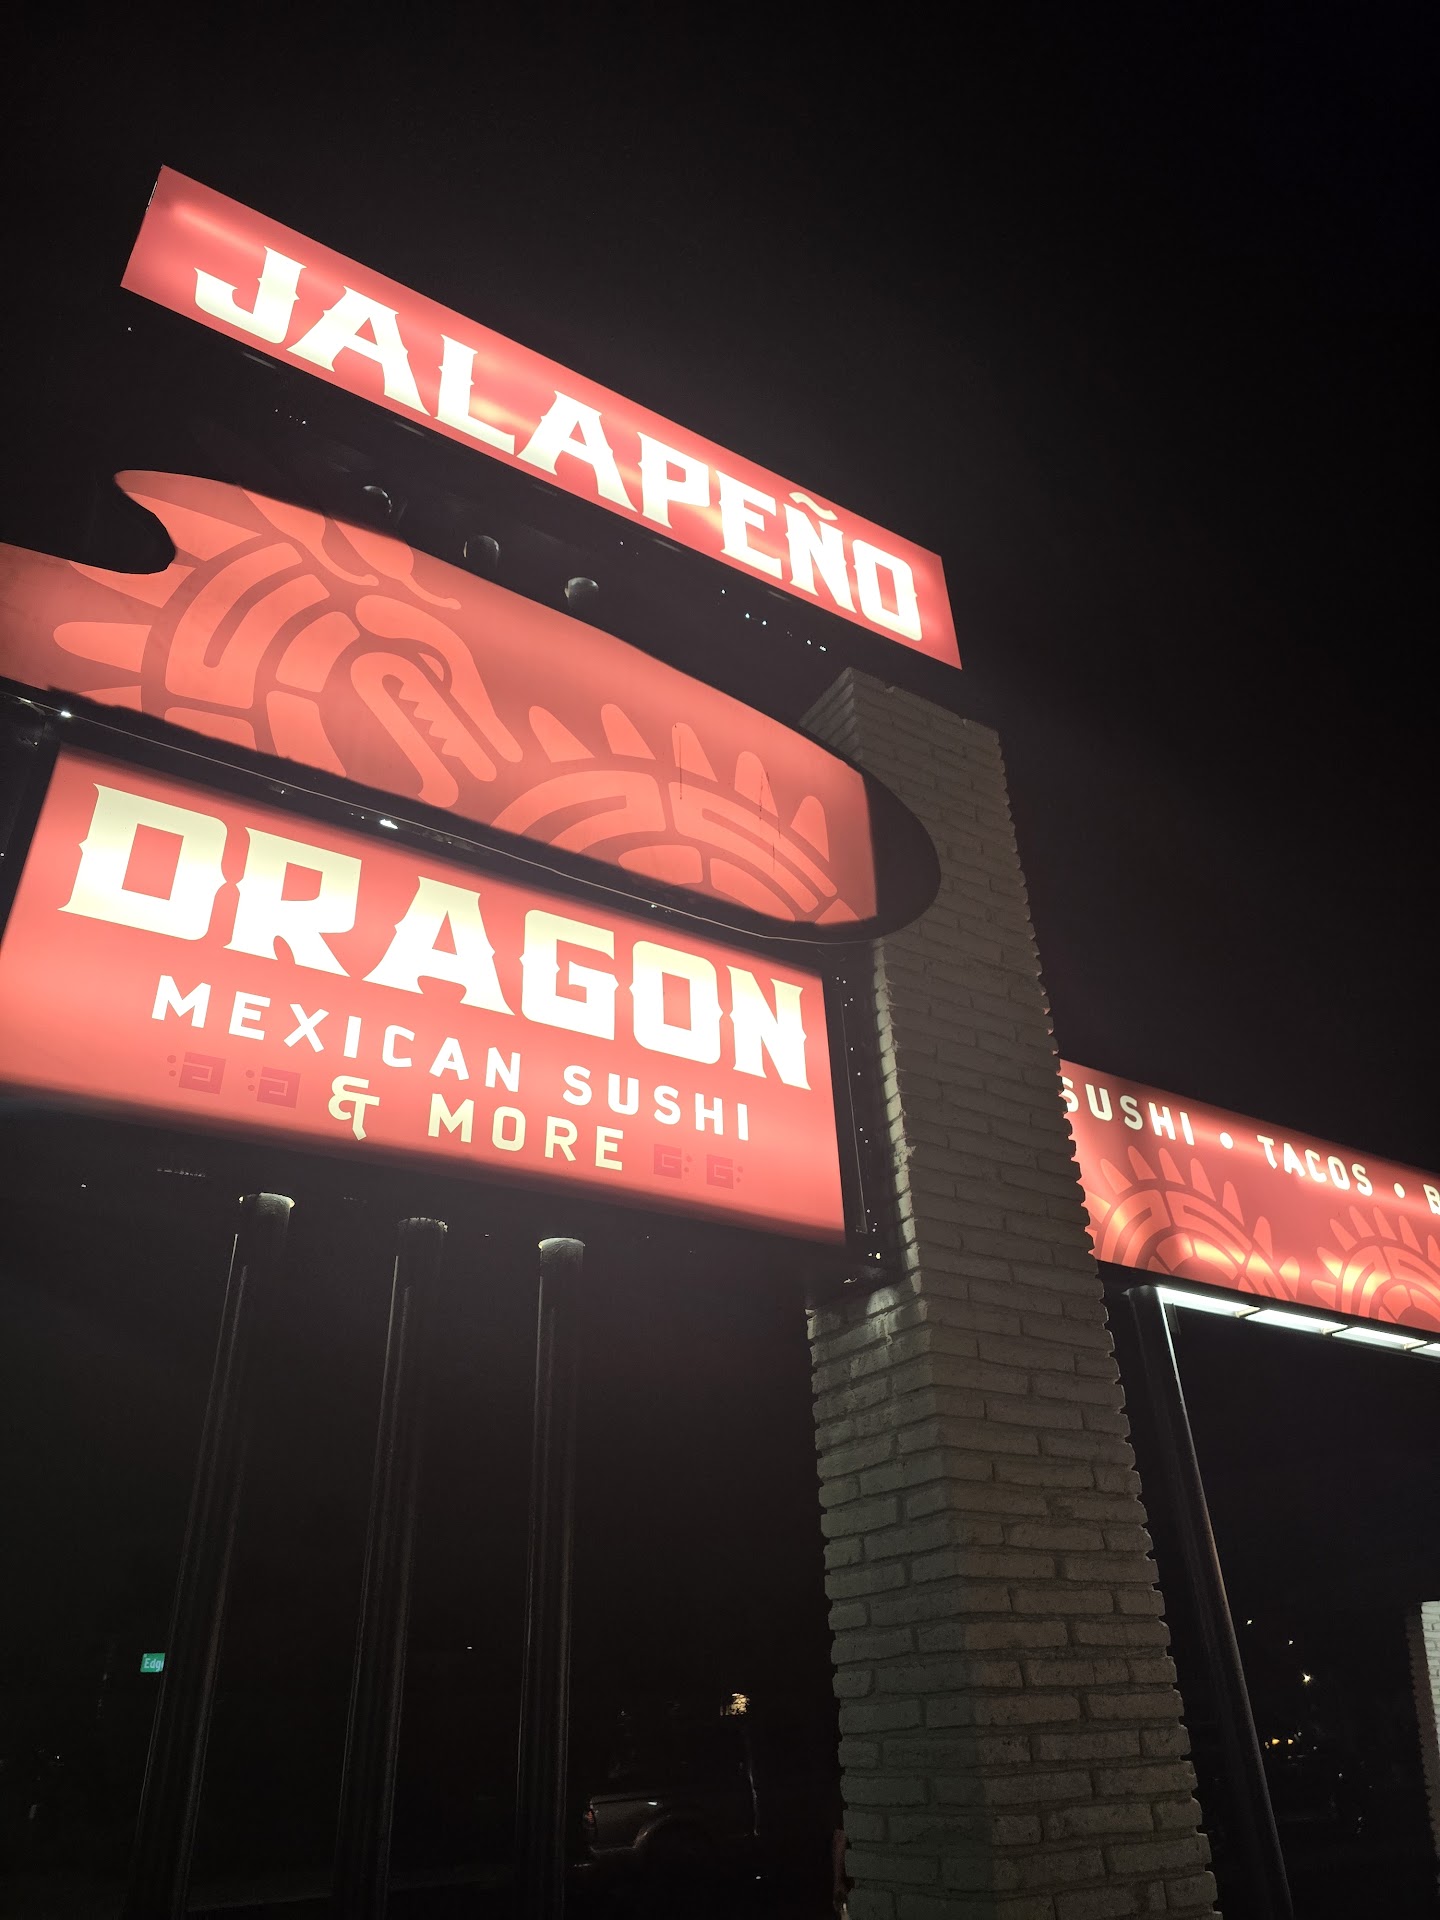 JALAPEÑO
DRAGON
MEXICAN SUSHI
& MORE
SUSHI • TACOS •